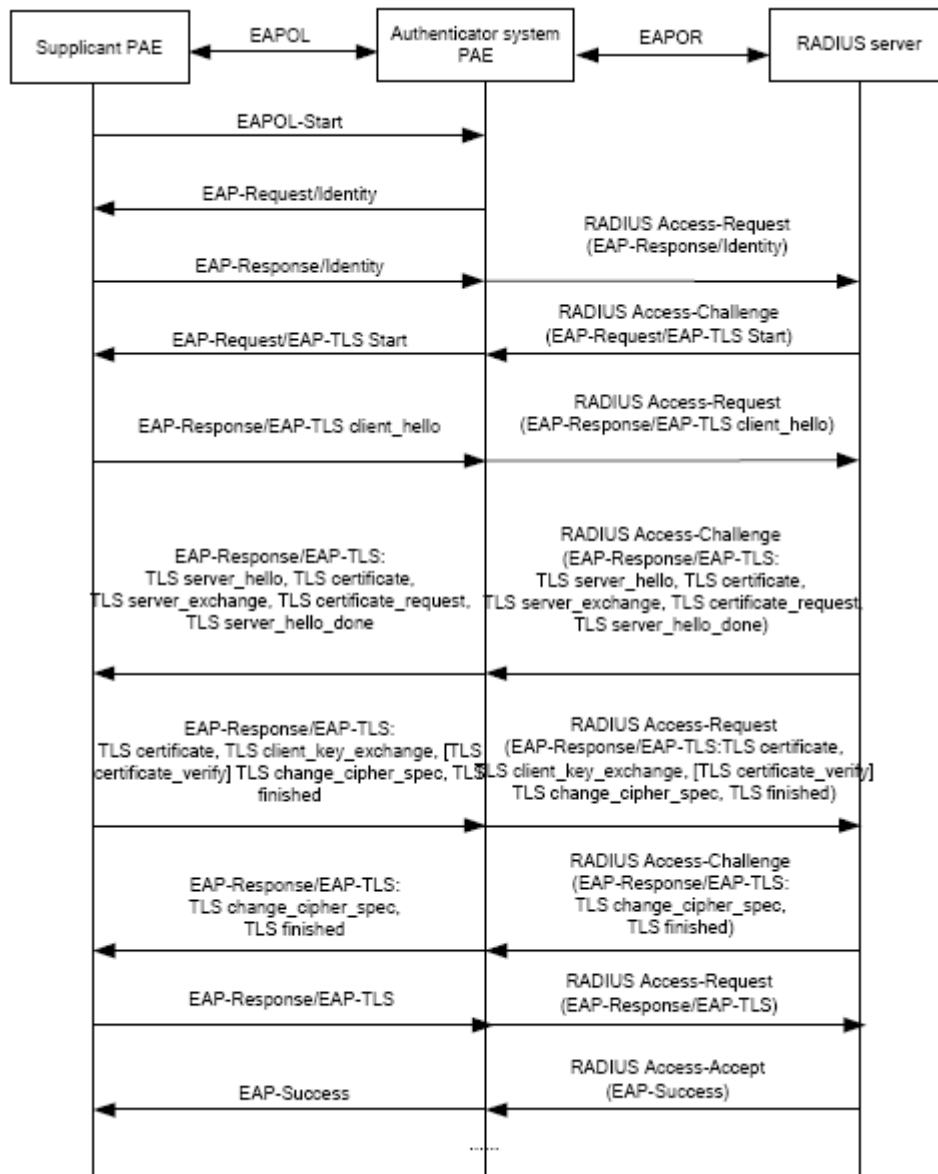 Supplicant PAE
EAPOL
Authenticator system
PAE
EAPOR
RADIUS server
EAPOL-Start
EAP-Request/Identity
RADIUS Access-Request
(EAP-Response/Identity)
EAP-Response/Identity
RADIUS Access-Challenge
(EAP-Request/EAP-TLS Start)
EAP-Request/EAP-TLS Start
RADIUS Access-Request
(EAP-Response/EAP-TLS client_hello)
EAP-Response/EAP-TLS client_hello
EAP-Response/EAP-TLS:
TLS server_hello, TLS certificate,
TLS server_exchange, TLS certificate_request,
TLS server_hello_done
RADIUS Access-Challenge
(EAP-Response/EAP-TLS:
TLS server_hello, TLS certificate,
TLS server_exchange, TLS certificate_request,
TLS server_hello_done)
EAP-Response/EAP-TLS:
TLS certificate, TLS client_key_exchange, [TLS
certificate_verify] TLS change_cipher_spec, TLS
finished
RADIUS Access-Request
(EAP-Response/EAP-TLS:TLS certificate,
TLS client_key_exchange, [TLS certificate_verify]
TLS change_cipher_spec, TLS finished)
EAP-Response/EAP-TLS:
TLS change_cipher_spec,
TLS finished
RADIUS Access-Challenge
(EAP-Response/EAP-TLS:
TLS change_cipher_spec,
TLS finished)
EAP-Response/EAP-TLS
RADIUS Access-Request
(EAP-Response/EAP-TLS)
EAP-Success
RADIUS Access-Accept
(EAP-Success)
......